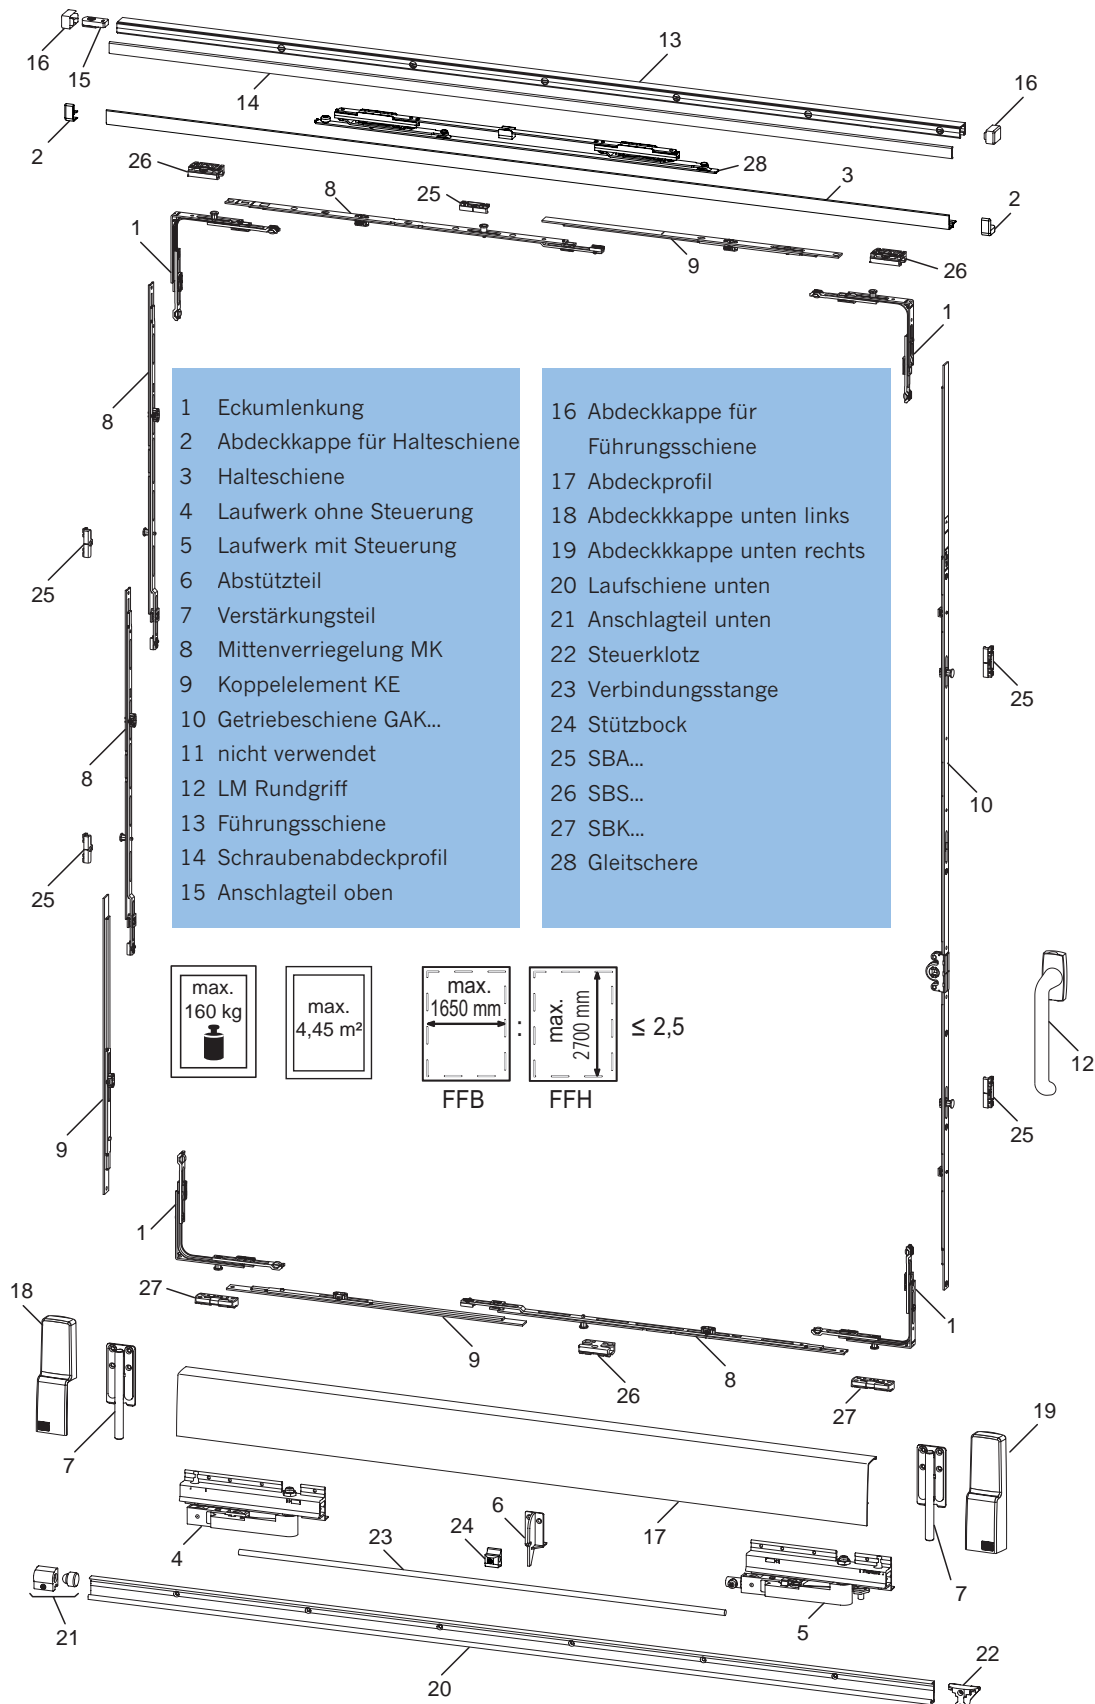 13
16
15
14
16
2
26
8
25
28
3
2
1
9
26
1
8
1 Eckumlenkung
2 Abdeckkappe für Halteschiene
3 Halteschiene
4 Laufwerk ohne Steuerung
5 Laufwerk mit Steuerung
6 Abstützteil
7 Verstärkungsteil
8 Mittenverriegelung MK
9 Koppelelement KE
10 Getriebeschiene GAK...
11 nicht verwendet
12 LM Rundgriff
13 Führungsschiene
14 Schraubenabdeckprofil
15 Anschlagteil oben
16 Abdeckkappe für
Führungsschiene
17 Abdeckprofil
18 Abdeckkkappe unten links
19 Abdeckkkappe unten rechts
20 Laufschiene unten
21 Anschlagteil unten
22 Steuerklotz
23 Verbindungsstange
24 Stützbock
25 SBA...
26 SBS...
27 SBK...
28 Gleitschere
25
25
8
10
25
max.
160 kg
max.
4,45 m²
max.
1650 mm
:
max.
2700 mm
≤ 2,5
FFB
FFH
12
25
9
1
18
27
1
9
26
8
27
19
7
17
6
24
4
23
7
5
21
20
22